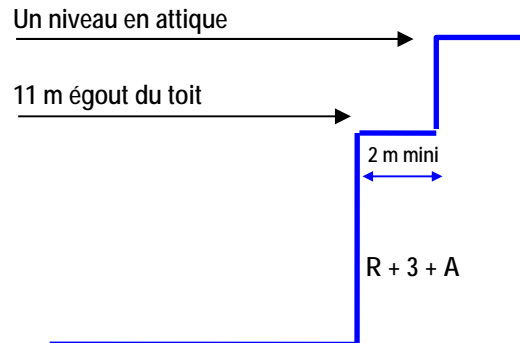 Un niveau en attique
11 m égout du toit
2 m mini
R + 3 + A